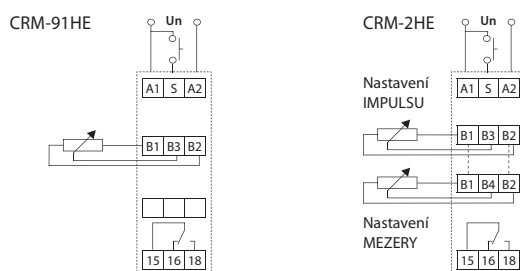 CRM-91HE
Un
A1 S A2
B1 B3 B2
15 16 18
CRM-2HE
Un
Nastavení
IMPULSU
A1 S A2
B1 B3 B2
B1 B4 B2
Nastavení
MEZERY
15 16 18